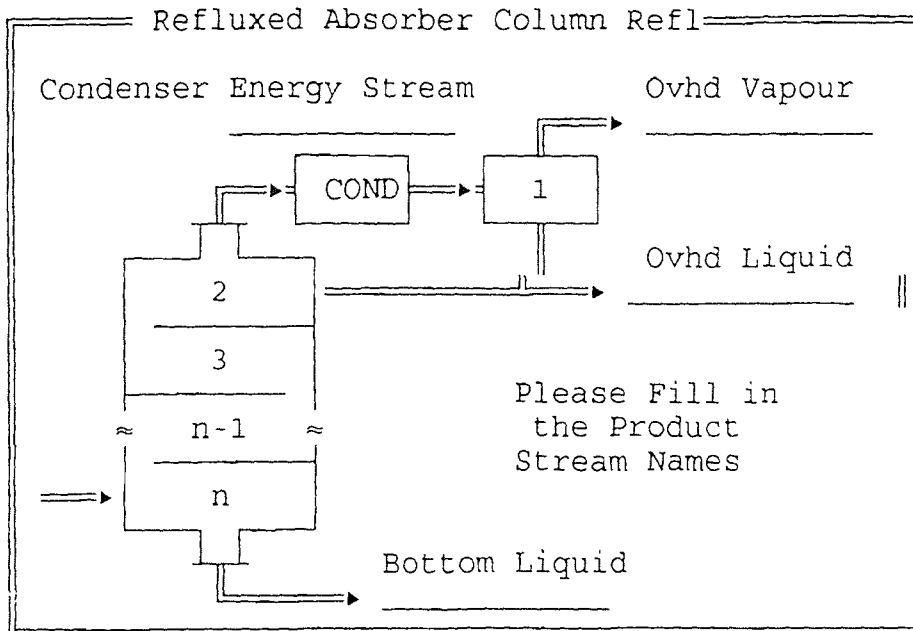 Refluxed Absorber Column Refl
Condenser Energy Stream
Ovhd Vapour
COND
1
2
Ovhd Liquid
3
n-1
n
Please Fill in
the Product
Stream Names
Bottom Liquid